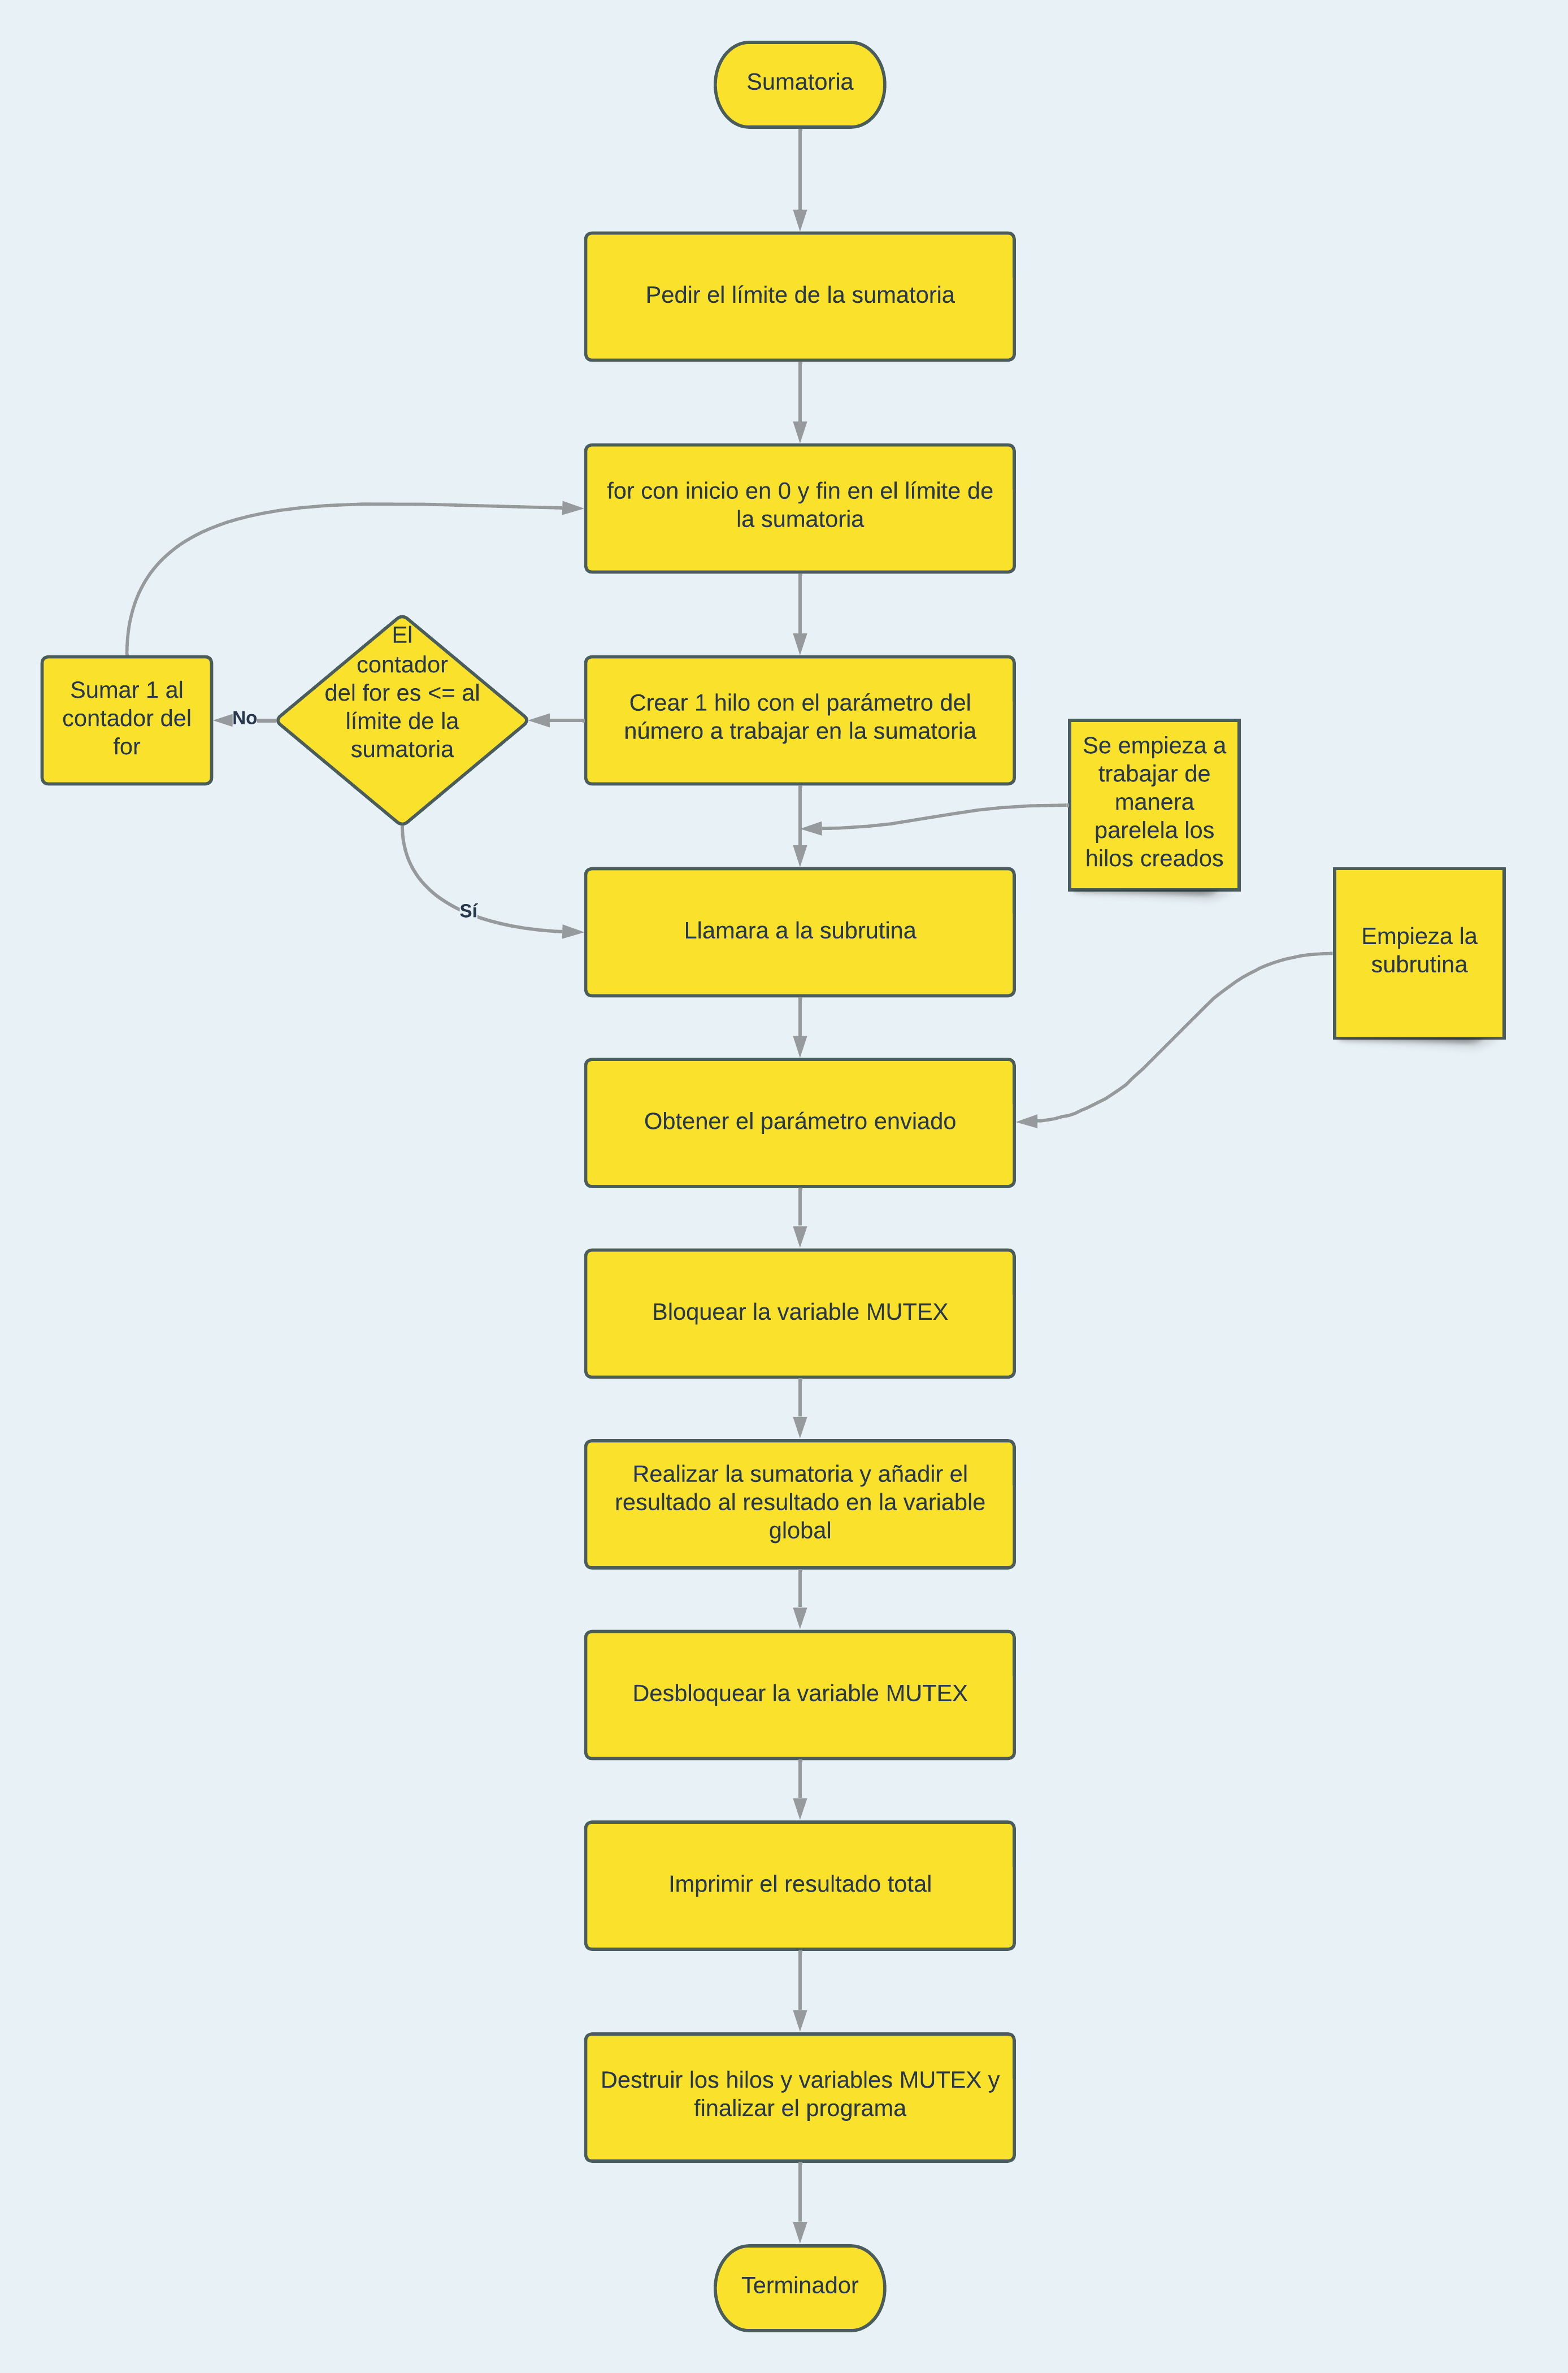 Sumatoria
Pedir el límite de la sumatoria
for con inicio en 0 y fin en el límite de
la sumatoria
Sumar 1 al
contador del
for
No
El
contador
del for es <= al
límite de la
sumatoria
Crear 1 hilo con el parámetro del
número a trabajar en la sumatoria
Se empieza a
trabajar de
manera
parelela los
hilos creados
Sí
Llamara a la subrutina
Empieza la
subrutina
Obtener el parámetro enviado
Bloquear la variable MUTEX
Realizar la sumatoria y añadir el
resultado al resultado en la variable
global
Desbloquear la variable MUTEX
Imprimir el resultado total
Destruir los hilos y variables MUTEX y
finalizar el programa
Terminador